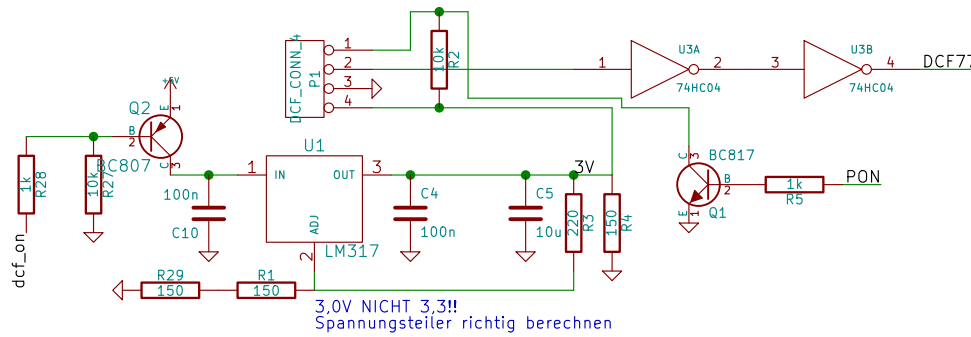 DCF_CONN_4
P1
1
2
3
4
10k
R2
1
U3A
74HC04
2
3
U3B
74HC04
4
DCF77
+5V
Q2
E
1
B
2
C
3
BC807
1k
R28
10k
R27
dcf_on
100n
C10
U1
1
IN
OUT
3
ADJ
2
LM317
C4
100n
C5
10u
3V
220
R3
150
R4
C
3
BC817
B
2
E
1
Q1
1k
R5
PON
R29
150
R1
150
3,0V NICHT 3,3!!
Spannungsteiler richtig berechnen